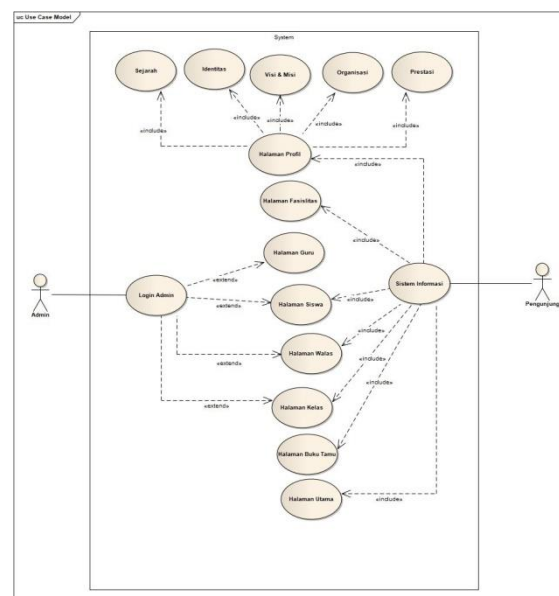 uc Use Case Model
System
Sejarah
Identitas
Visi & Misi
Organisasi
Prestasi
«include»
«include»
«include»
«include»
«include»
Halaman Profil
«include»
Halaman Fasislitas
«include»
Halaman Guru
«extend»
Admin
Login Admin
Sistem Informasi
Pengunjung
«extend»
Halaman Siswa
«include»
«include»
Halaman Walas
«extend»
«include»
«extend»
Halaman Kelas
«include»
Halaman Buku Tamu
Halaman Utama
«include»